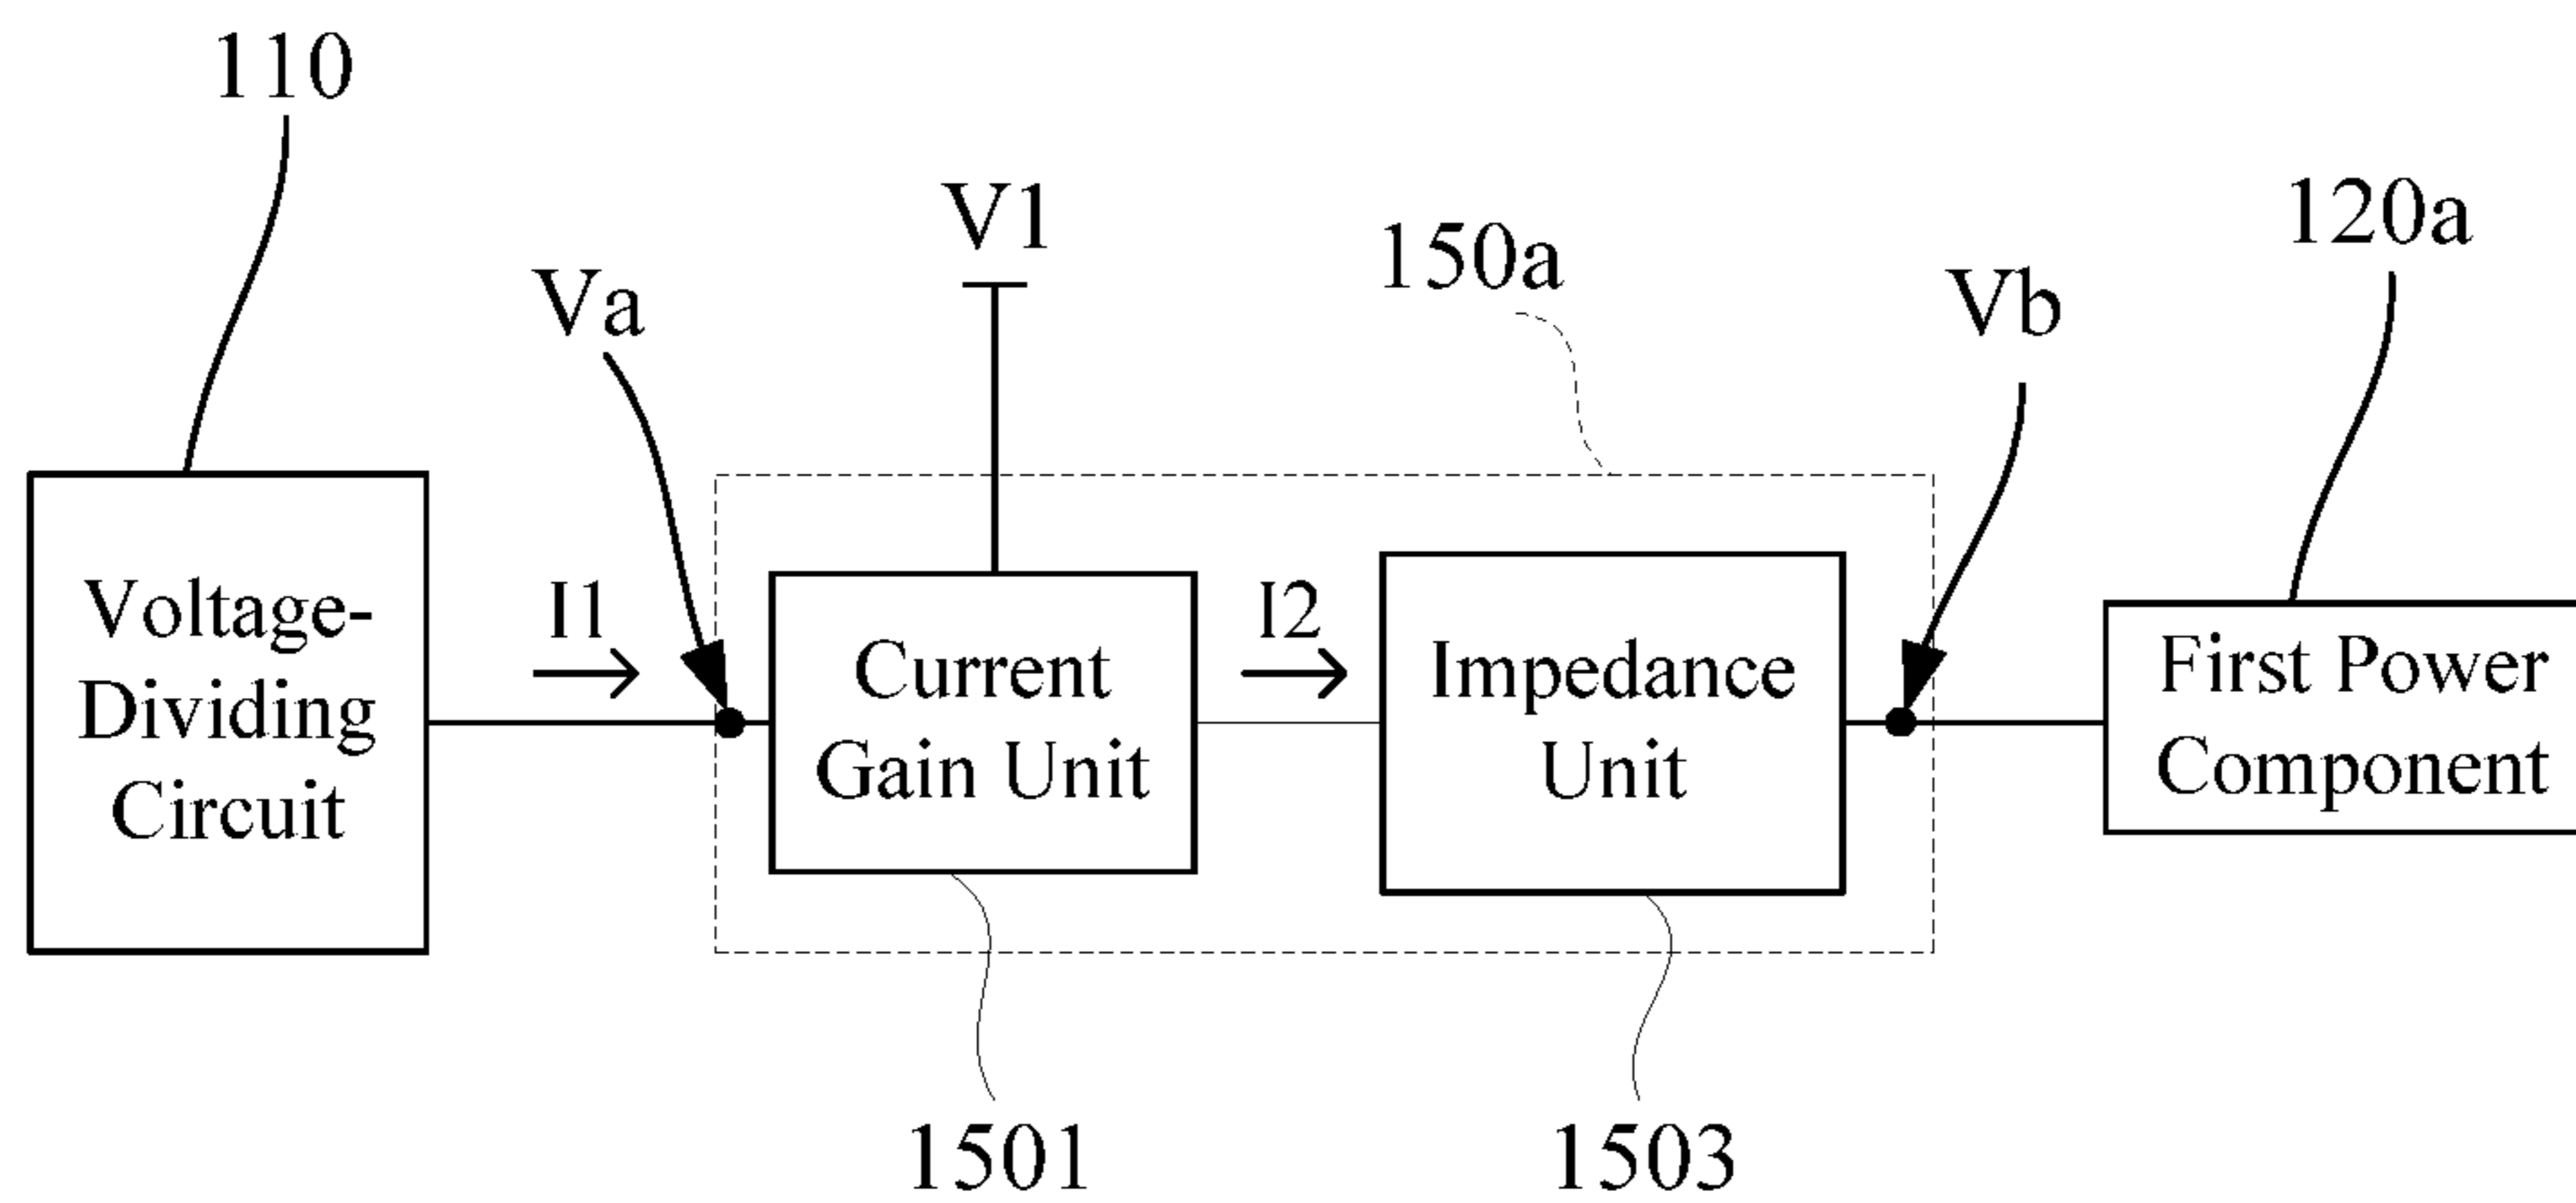 110
V1
120a
150a
Va
Vb
Voltage-
Dividing
Circuit
I1
Current
Gain Unit
I2
Impedance
Unit
First Power
Component
1501
1503